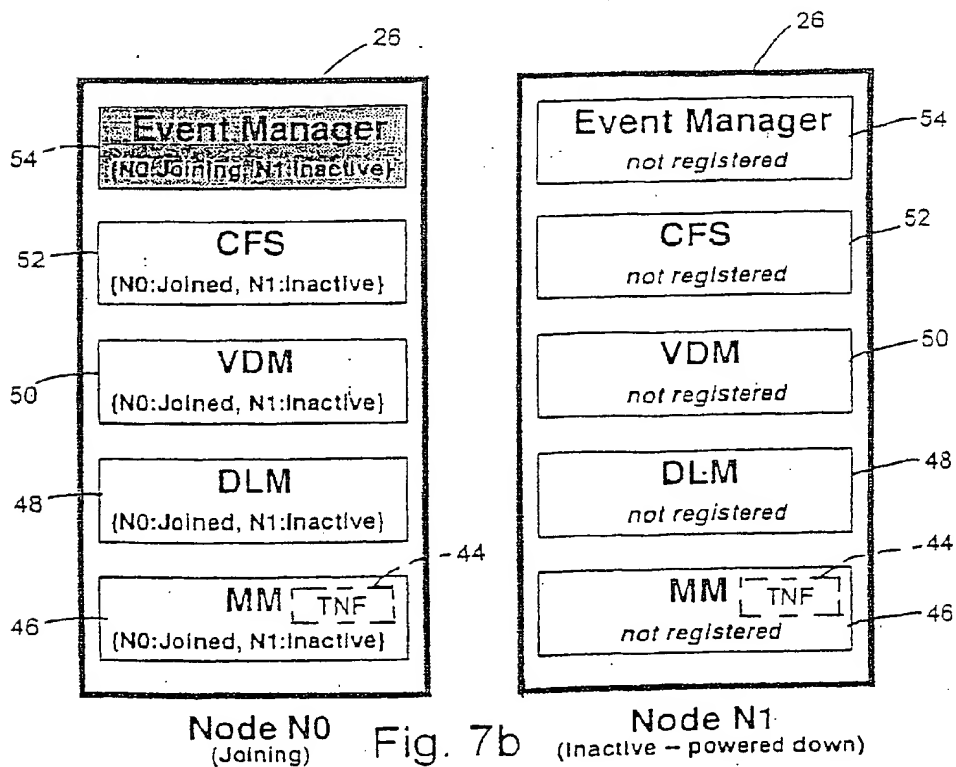 26
Event Manager
54
{N0:Joining, N1:Inactive}
CFS
52
{N0:Joined, N1:Inactive}
VDM
50
{N0:Joined, N1:Inactive}
DLM
48
{N0:Joined, N1:Inactive}
44
MM
TNF
46
{N0:Joined, N1:Inactive}
Node N0
(Joining)
26
Event Manager
54
not registered
CFS
52
not registered
VDM
50
not registered
DLM
48
not registered
44
MM
TNF
46
not registered
Node N1
(Inactive – powered down)
Fig. 7b